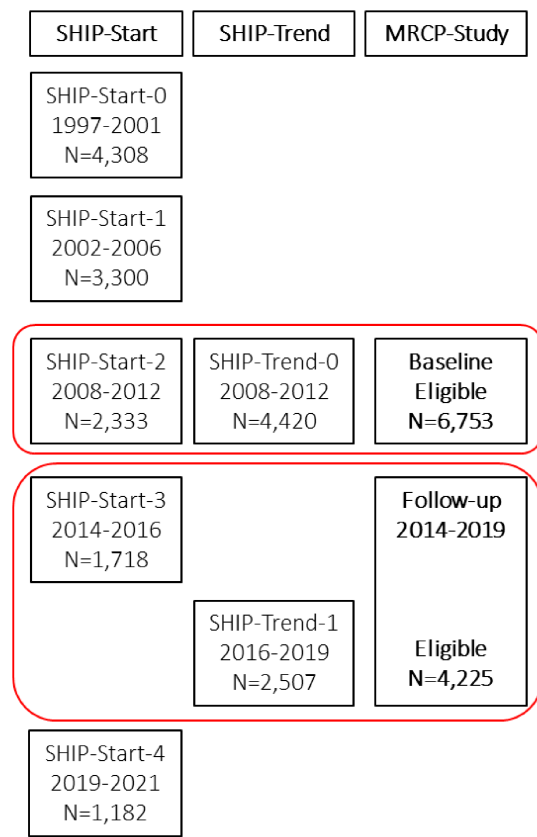 SHIP-Start
SHIP-Trend
MRCP-Study
SHIP-Start-0
1997-2001
N=4,308
SHIP-Start-1
2002-2006
N=3,300
SHIP-Start-2
2008-2012
N=2,333
SHIP-Trend-0
2008-2012
N=4,420
Baseline
Eligible
N=6,753
SHIP-Start-3
2014-2016
N=1,718
Follow-up
2014-2019
SHIP-Trend-1
2016-2019
N=2,507
Eligible
N=4,225
SHIP-Start-4
2019-2021
N=1,182